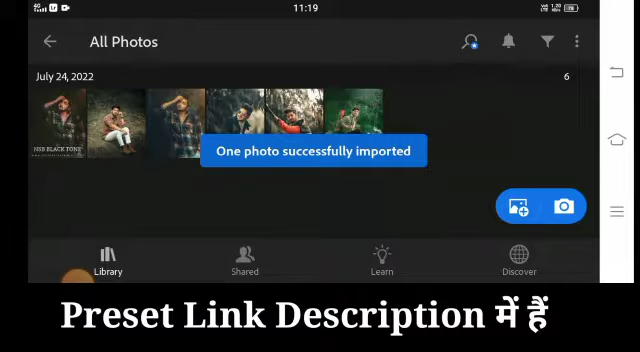 11:19
All Photos
July 24, 2022
6
NSB BLACK TONE
One photo successfully imported
Library
Shared
Learn
Discover
Preset Link Description में हैं